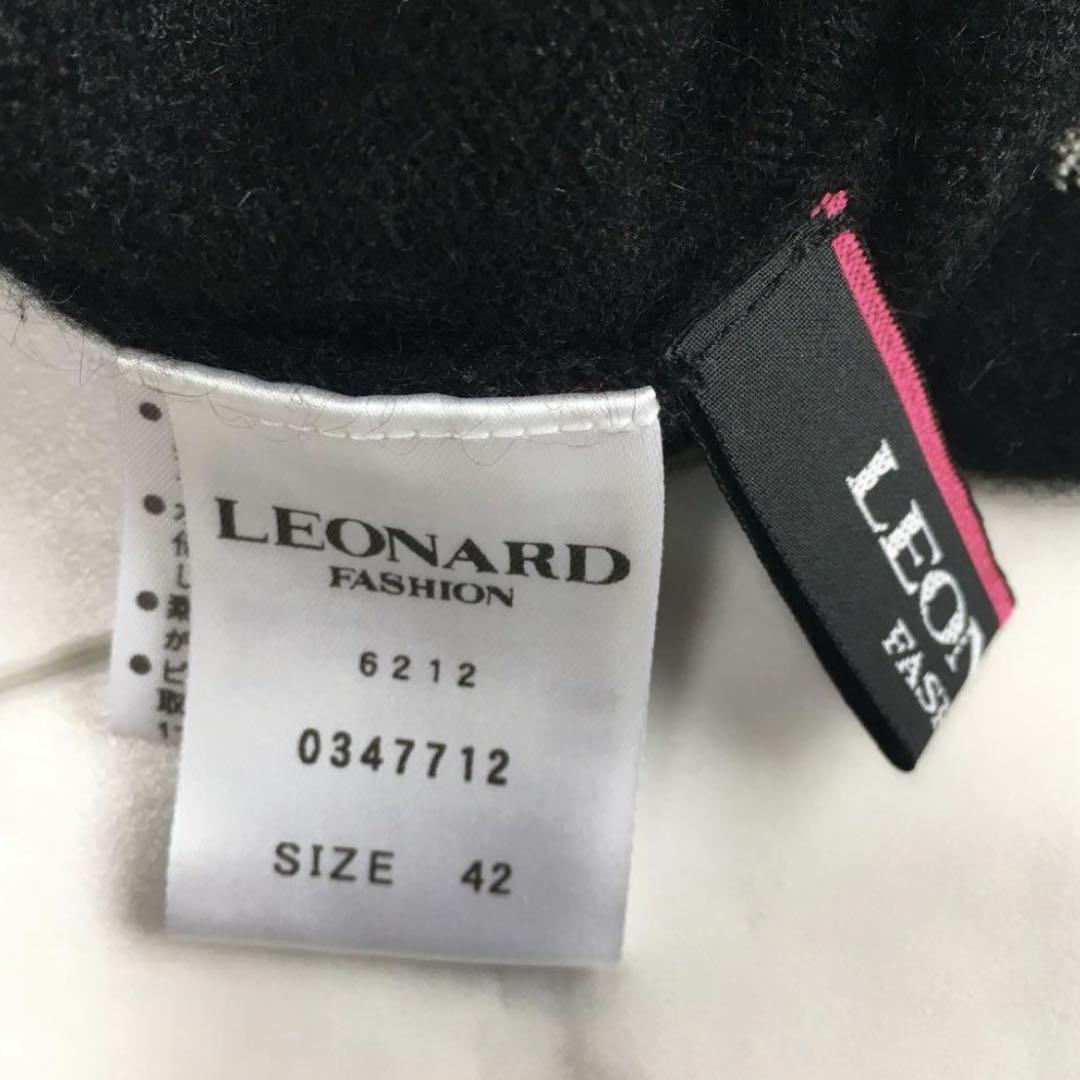 LEONARD
FASHION
6212
0347712
SIZE 42
LEON
FAS